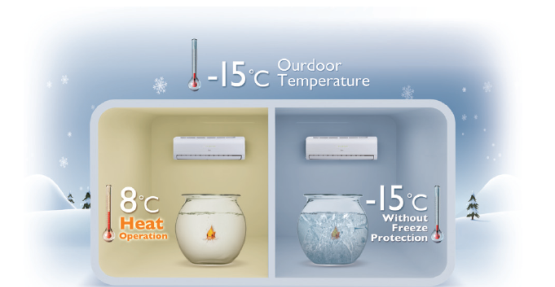 -15°C Ourdoor
Temperature
8°C
Heat
Operation
-15°C
Without
Freeze
Protection